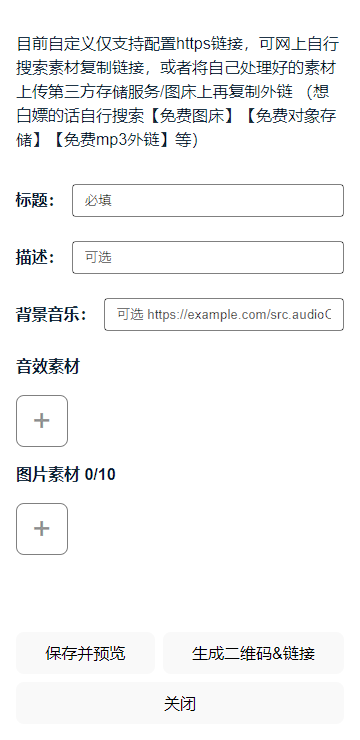 目前自定义仅支持配置https链接，可网上自行
搜索素材复制链接，或者将自己处理好的素材
上传第三方存储服务/图床上再复制外链 （想
白嫖的话自行搜索【免费图床】【免费对象存
储】【免费mp3外链】等）
标题： 必填
描述： 可选
背景音乐： 可选 https://example.com/src.audioC
音效素材
+
图片素材 0/10
+
保存并预览 生成二维码&链接
关闭